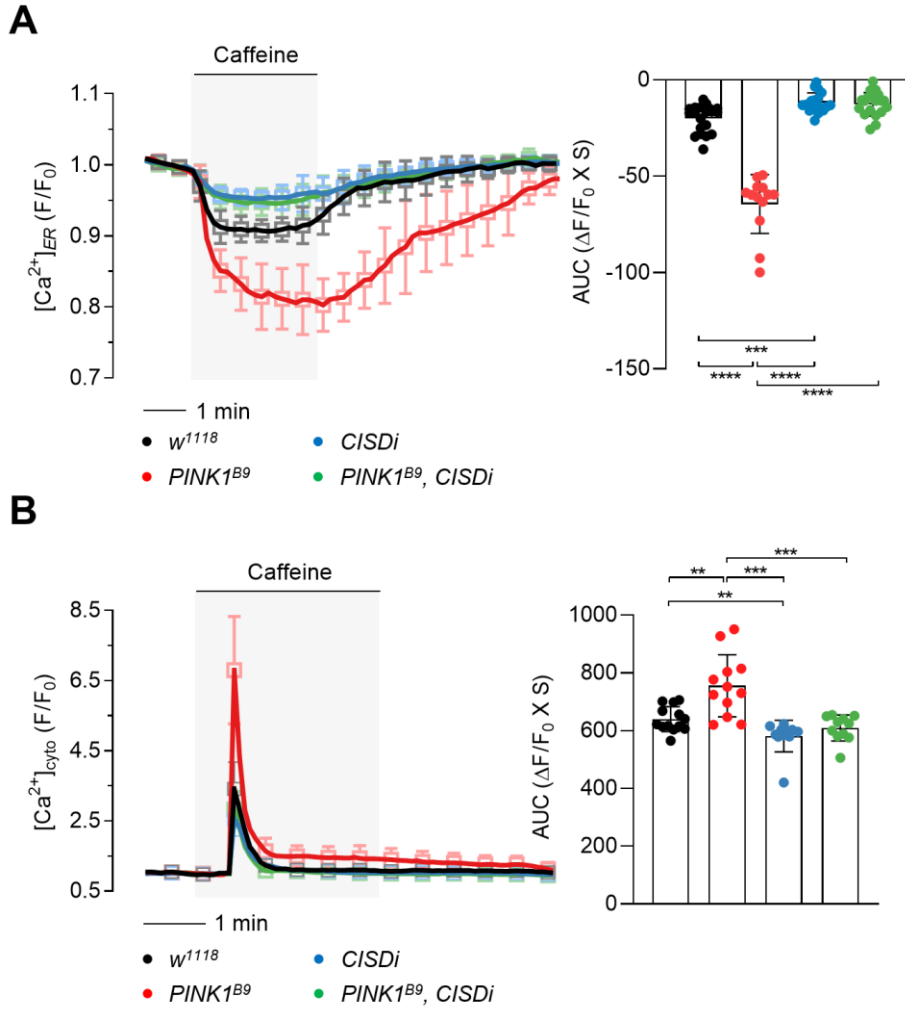 A
Caffeine
[Ca²⁺]ER (F/F₀)
1.1
1.0
0.9
0.8
0.7
1 min
w¹¹¹⁸
CISDi
PINK1ᴮ⁹
PINK1ᴮ⁹, CISDi
AUC (ΔF/F₀ X S)
0
-50
-100
-150
***
**** ****
****
B
Caffeine
[Ca²⁺]cyto (F/F₀)
8.5
6.5
4.5
2.5
0.5
1 min
w¹¹¹⁸
CISDi
PINK1ᴮ⁹
PINK1ᴮ⁹, CISDi
***
** ***
**
AUC (ΔF/F₀ X S)
1000
800
600
400
200
0